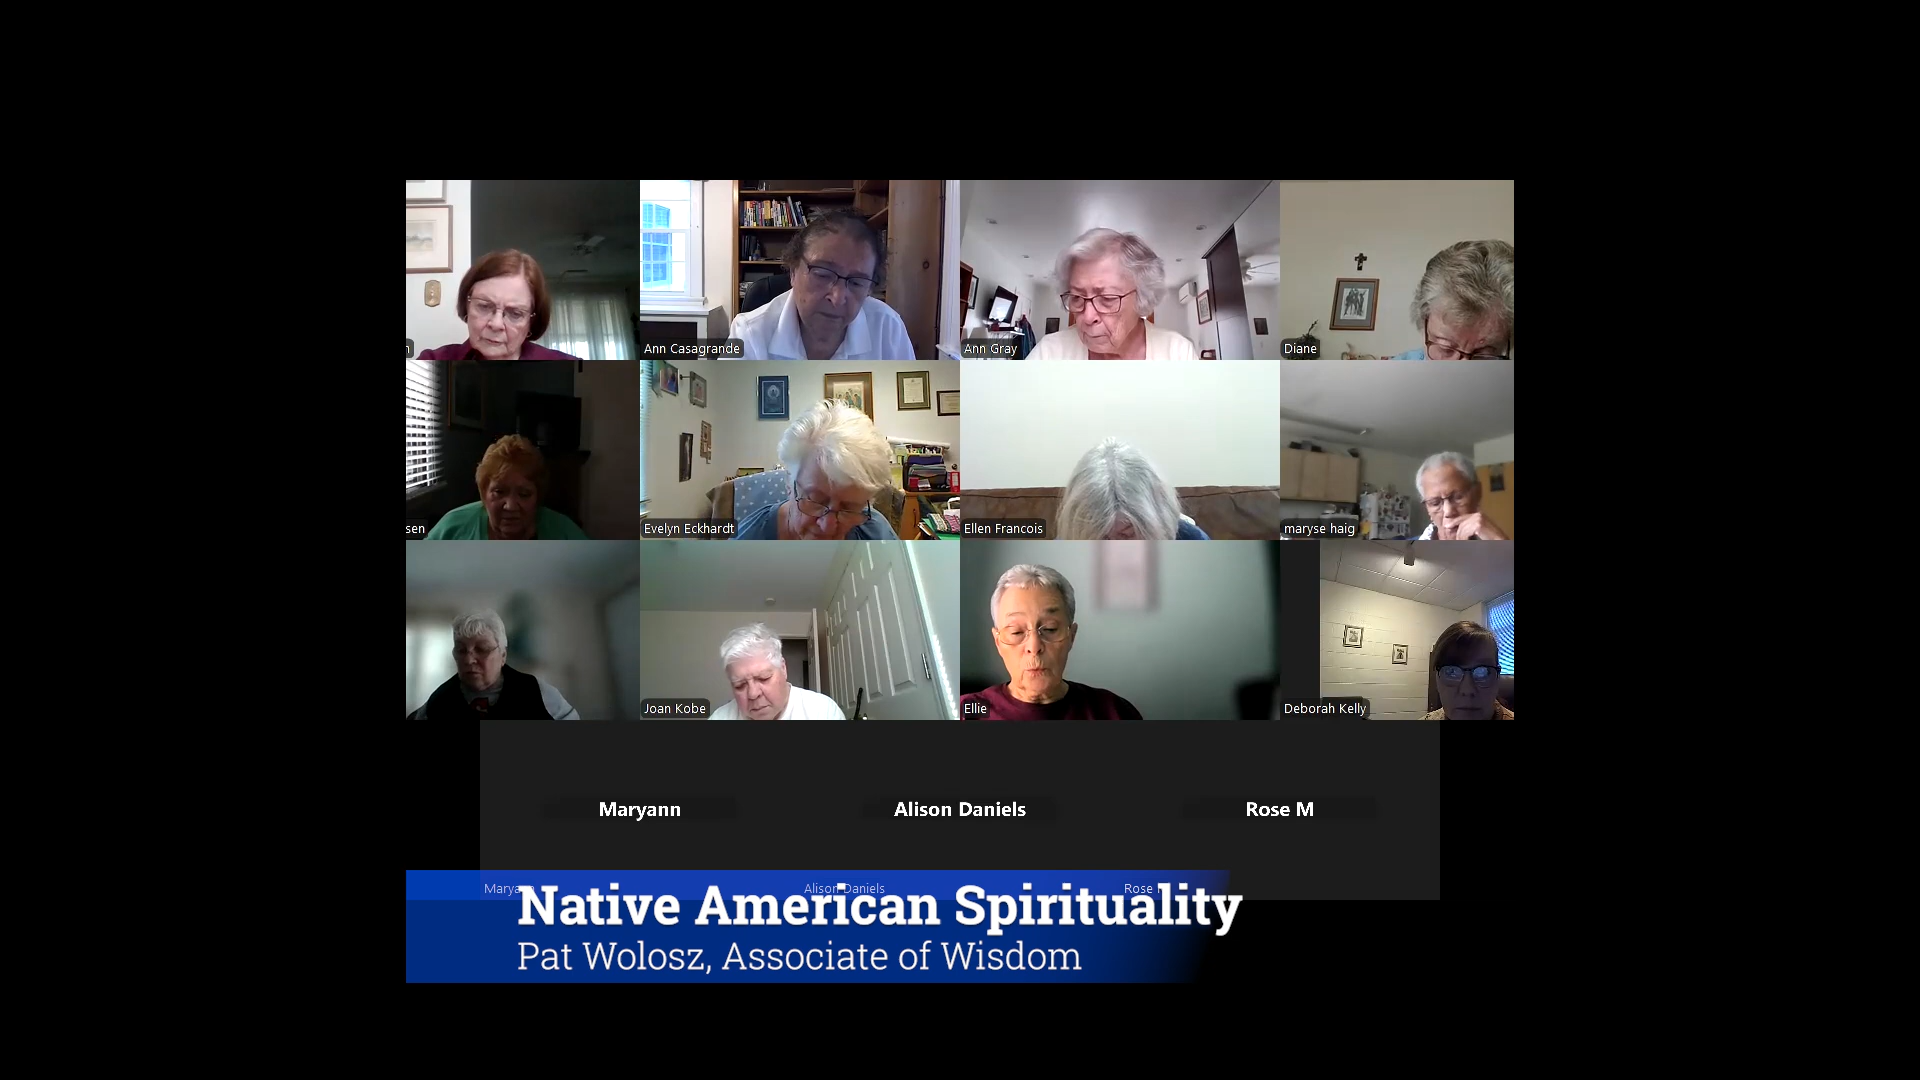 n
Ann Casagrande
Ann Gray
Diane
sen
Evelyn Eckhardt
Ellen Francois
maryse haig
Joan Kobe
Ellie
Deborah Kelly
Maryann
Alison Daniels
Rose M
Alison Daniels
Rose
Native American Spirituality
Pat Wolosz, Associate of Wisdom